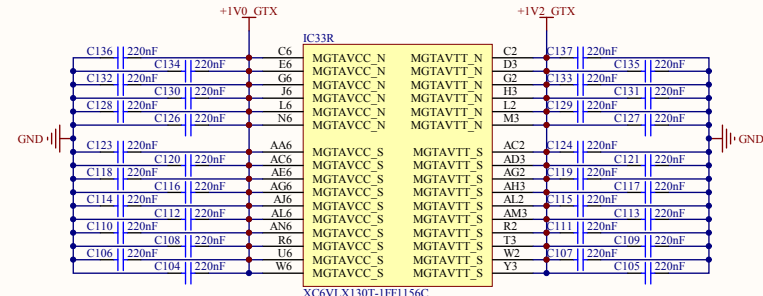 +1V0_GTX +1V2_GTX
IC33R
C136 220nF C6 MGTAVCC_N MGTAVTT_N C2 C137 220nF
C134 220nF E6 MGTAVCC_N MGTAVTT_N D3 C135 220nF
C132 220nF G6 MGTAVCC_N MGTAVTT_N G2 C133 220nF
C130 220nF J6 MGTAVCC_N MGTAVTT_N H3 C131 220nF
C128 220nF L6 MGTAVCC_N MGTAVTT_N L2 C129 220nF
C126 220nF N6 MGTAVCC_N MGTAVTT_N M3 C127 220nF
GND GND
C123 220nF AA6 MGTAVCC_S MGTAVTT_S AC2 C124 220nF
C120 220nF AC6 MGTAVCC_S MGTAVTT_S AD3 C121 220nF
C118 220nF AE6 MGTAVCC_S MGTAVTT_S AG2 C119 220nF
C116 220nF AG6 MGTAVCC_S MGTAVTT_S AH3 C117 220nF
C114 220nF AJ6 MGTAVCC_S MGTAVTT_S AL2 C115 220nF
C112 220nF AL6 MGTAVCC_S MGTAVTT_S AM3 C113 220nF
C110 220nF AN6 MGTAVCC_S MGTAVTT_S R2 C111 220nF
C108 220nF R6 MGTAVCC_S MGTAVTT_S T3 C109 220nF
C106 220nF U6 MGTAVCC_S MGTAVTT_S W2 C107 220nF
C104 220nF W6 MGTAVCC_S MGTAVTT_S Y3 C105 220nF
XC6VLX130T-1FF1156C